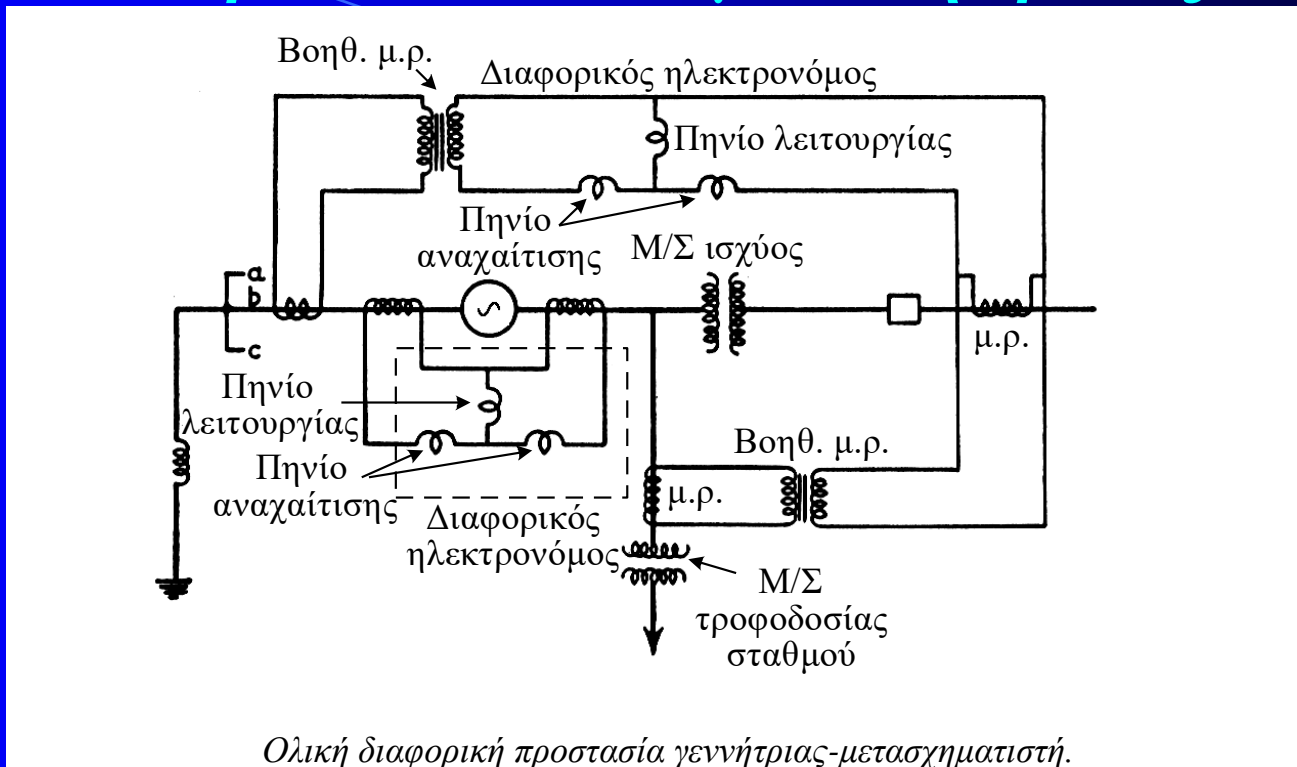 Βοηθ. μ.ρ.
Διαφορικός ηλεκτρονόμος
Πηνίο λειτουργίας
Πηνίο
αναχαίτισης
Μ/Σ ισχύος
a
b
c
μ.ρ.
Πηνίο
λειτουργίας
Πηνίο
αναχαίτισης
Διαφορικός
ηλεκτρονόμος
Βοηθ. μ.ρ.
μ.ρ.
Μ/Σ
τροφοδοσίας
σταθμού
Ολική διαφορική προστασία γεννήτριας-μετασχηματιστή.